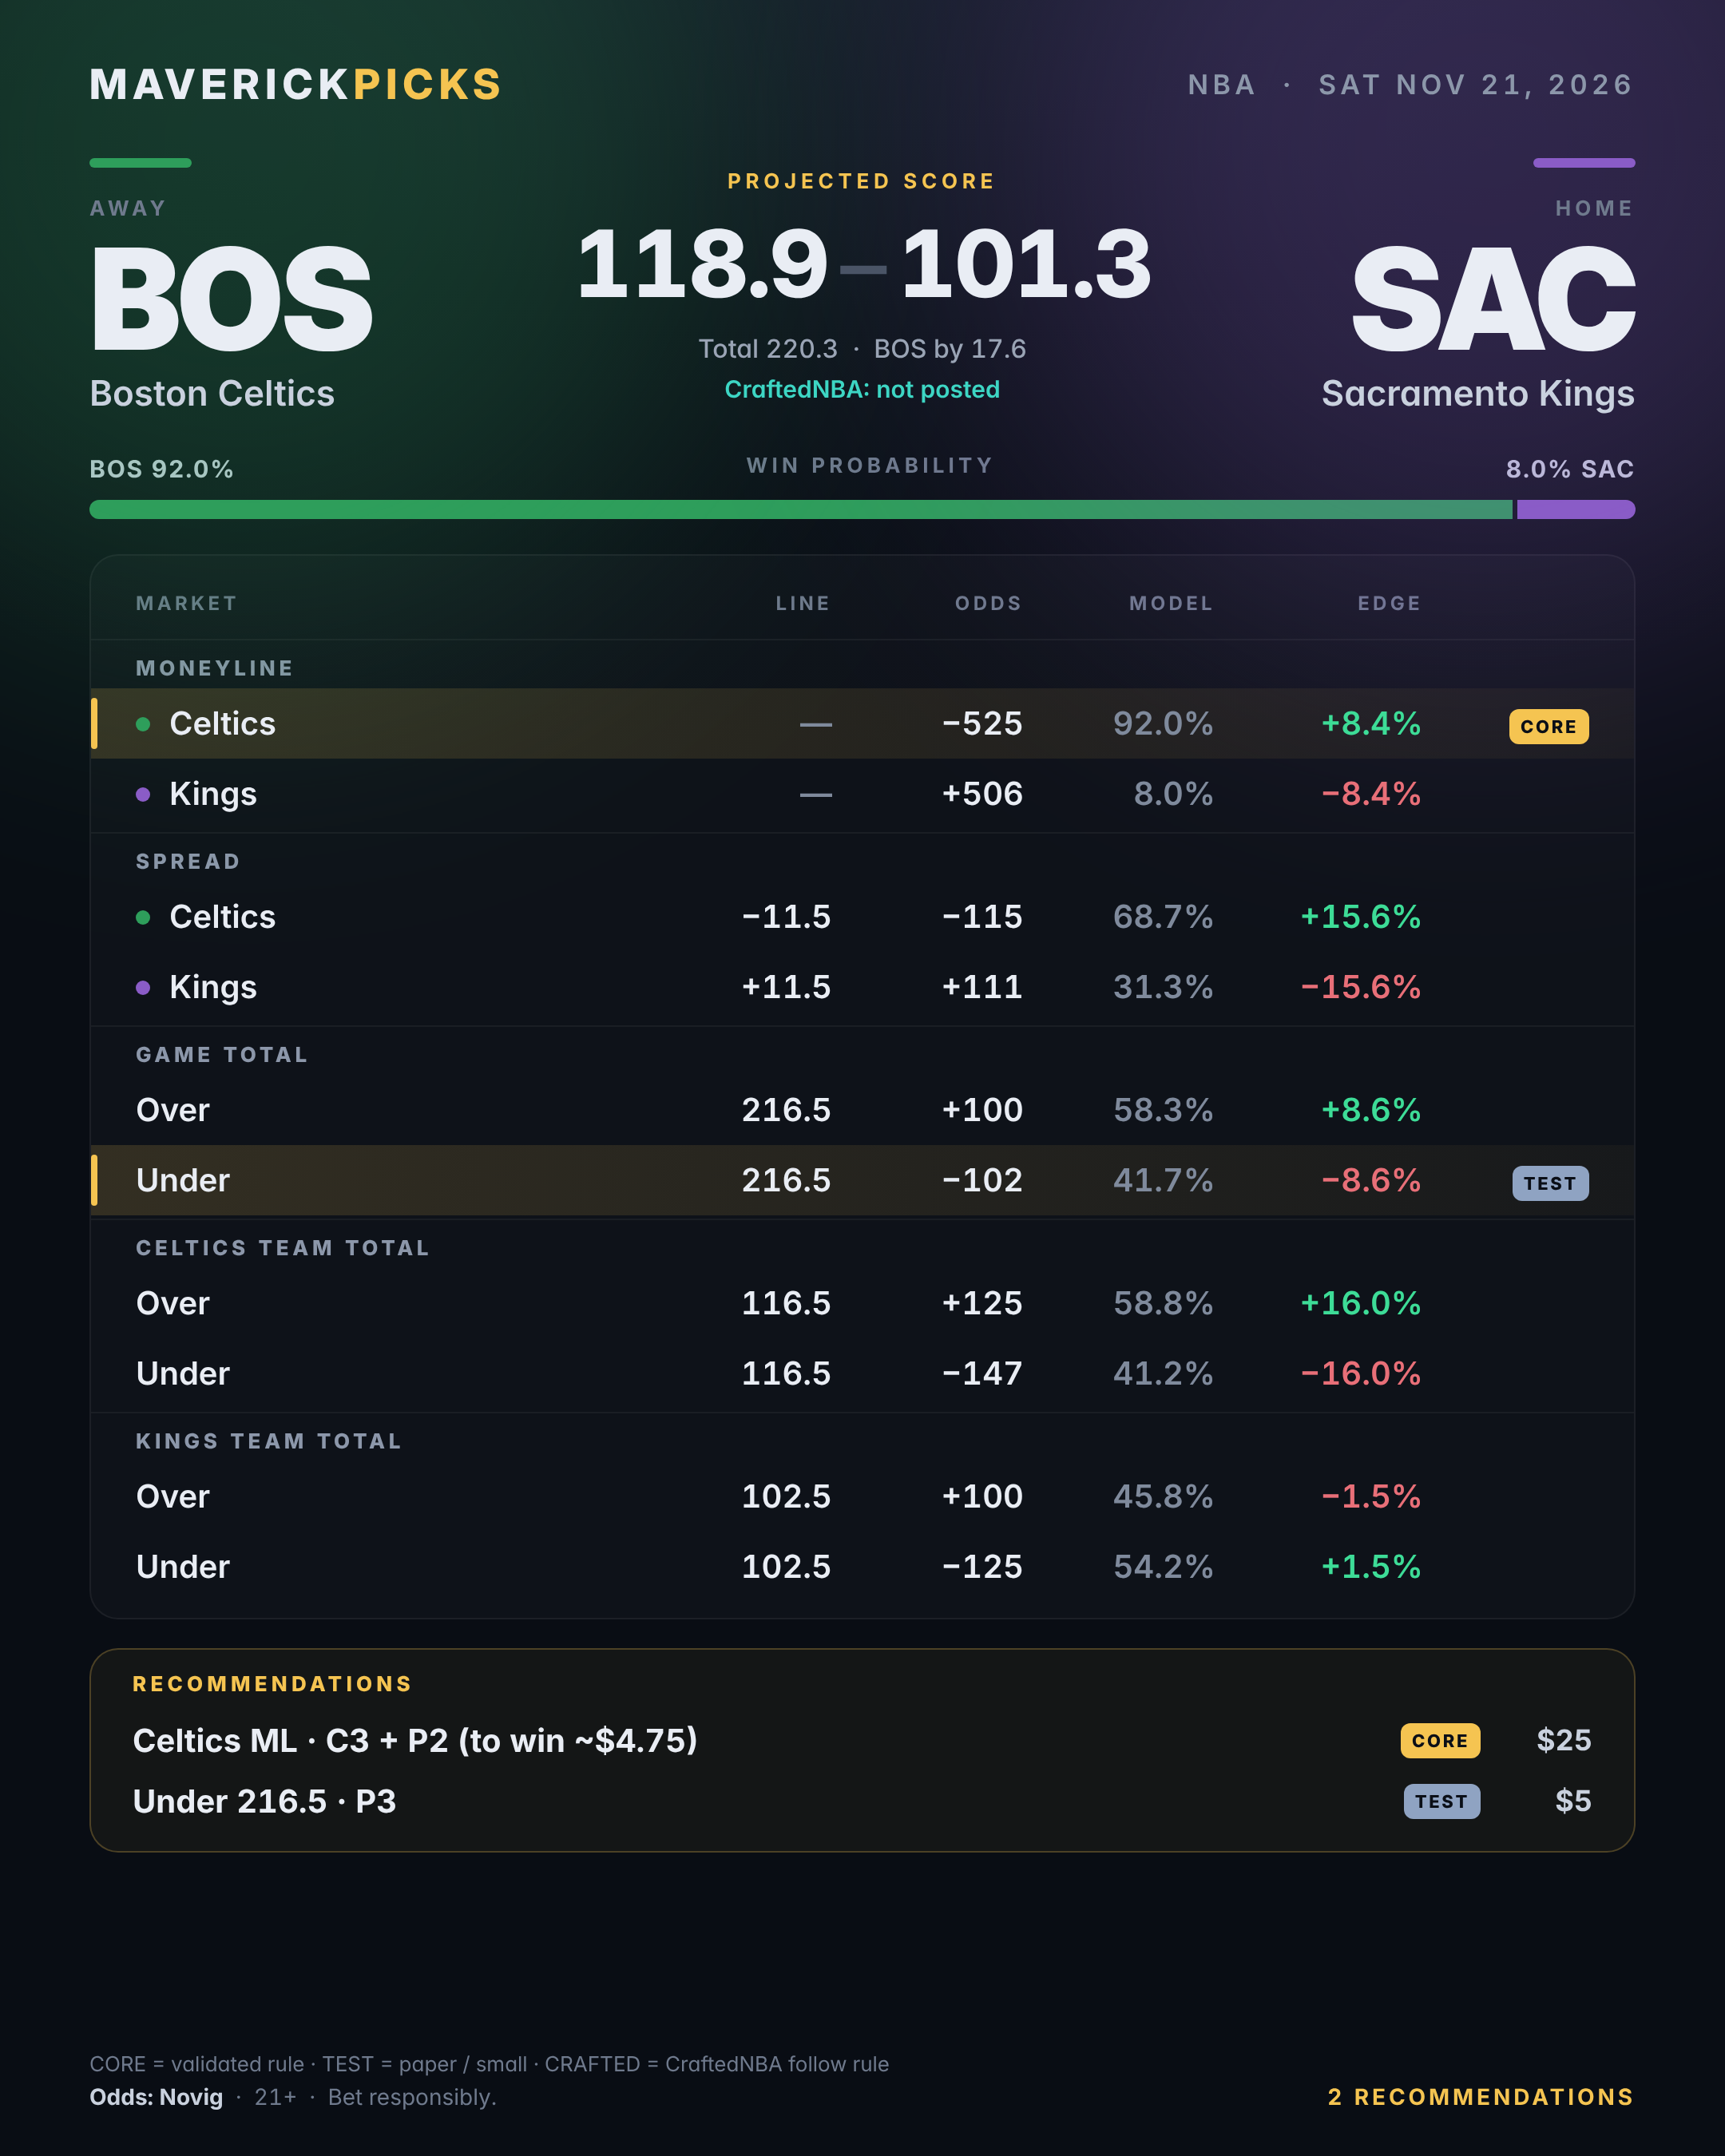 MAVERICKPICKS
NBA · SAT NOV 21, 2026
AWAY
BOS
Boston Celtics
PROJECTED SCORE
118.9–101.3
Total 220.3 · BOS by 17.6
CraftedNBA: not posted
HOME
SAC
Sacramento Kings
BOS 92.0% WIN PROBABILITY 8.0% SAC
MARKET LINE ODDS MODEL EDGE
MONEYLINE
Celtics — −525 92.0% +8.4% CORE
Kings — +506 8.0% −8.4%
SPREAD
Celtics −11.5 −115 68.7% +15.6%
Kings +11.5 +111 31.3% −15.6%
GAME TOTAL
Over 216.5 +100 58.3% +8.6%
Under 216.5 −102 41.7% −8.6% TEST
CELTICS TEAM TOTAL
Over 116.5 +125 58.8% +16.0%
Under 116.5 −147 41.2% −16.0%
KINGS TEAM TOTAL
Over 102.5 +100 45.8% −1.5%
Under 102.5 −125 54.2% +1.5%
RECOMMENDATIONS
Celtics ML · C3 + P2 (to win ~$4.75) CORE $25
Under 216.5 · P3 TEST $5
CORE = validated rule · TEST = paper / small · CRAFTED = CraftedNBA follow rule
Odds: Novig · 21+ · Bet responsibly.
2 RECOMMENDATIONS